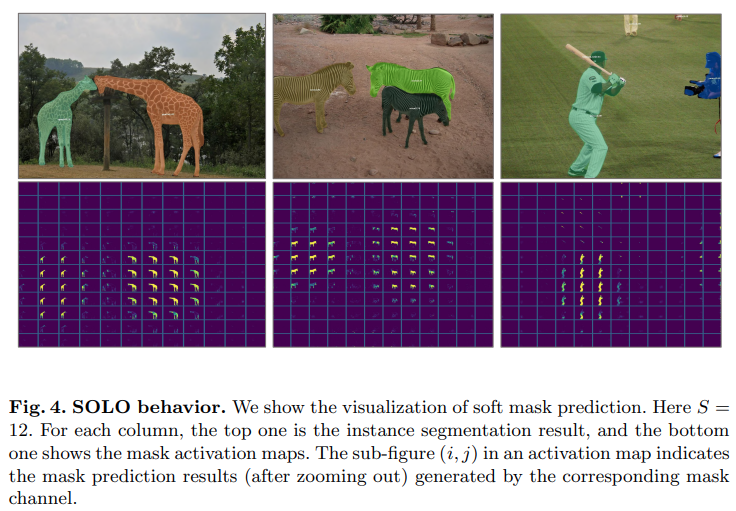 Fig. 4. SOLO behavior. We show the visualization of soft mask prediction. Here S =
12. For each column, the top one is the instance segmentation result, and the bottom
one shows the mask activation maps. The sub-figure (i, j) in an activation map indicates
the mask prediction results (after zooming out) generated by the corresponding mask
channel.